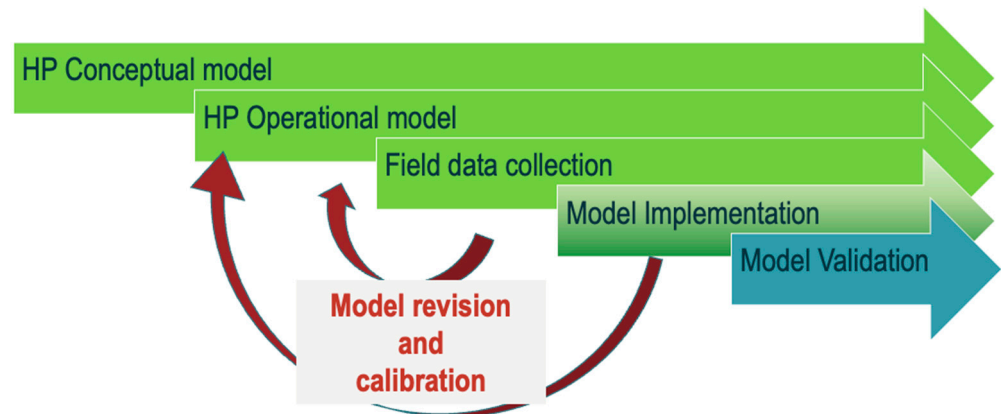 HP Conceptual model
HP Operational model
Field data collection
Model Implementation
Model Validation
Model revision
and
calibration